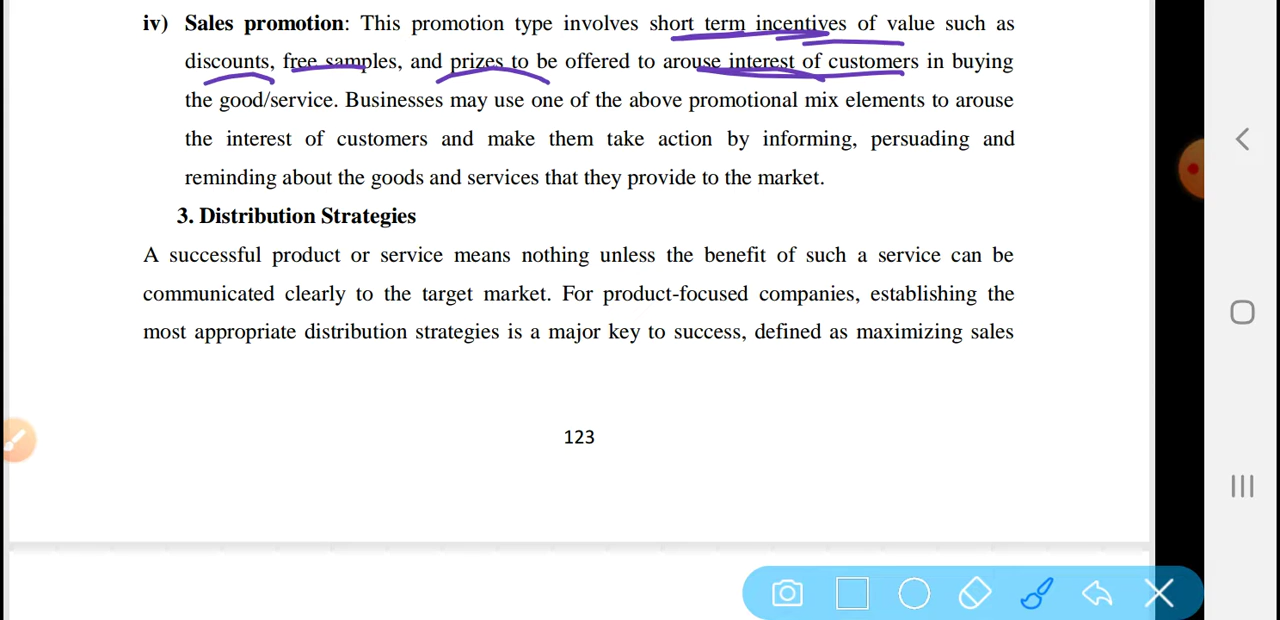 iv) Sales promotion: This promotion type involves short term incentives of value such as
discounts, free samples, and prizes to be offered to arouse interest of customers in buying
the good/service. Businesses may use one of the above promotional mix elements to arouse
the interest of customers and make them take action by informing, persuading and
reminding about the goods and services that they provide to the market.
3. Distribution Strategies
A successful product or service means nothing unless the benefit of such a service can be
communicated clearly to the target market. For product-focused companies, establishing the
most appropriate distribution strategies is a major key to success, defined as maximizing sales
123